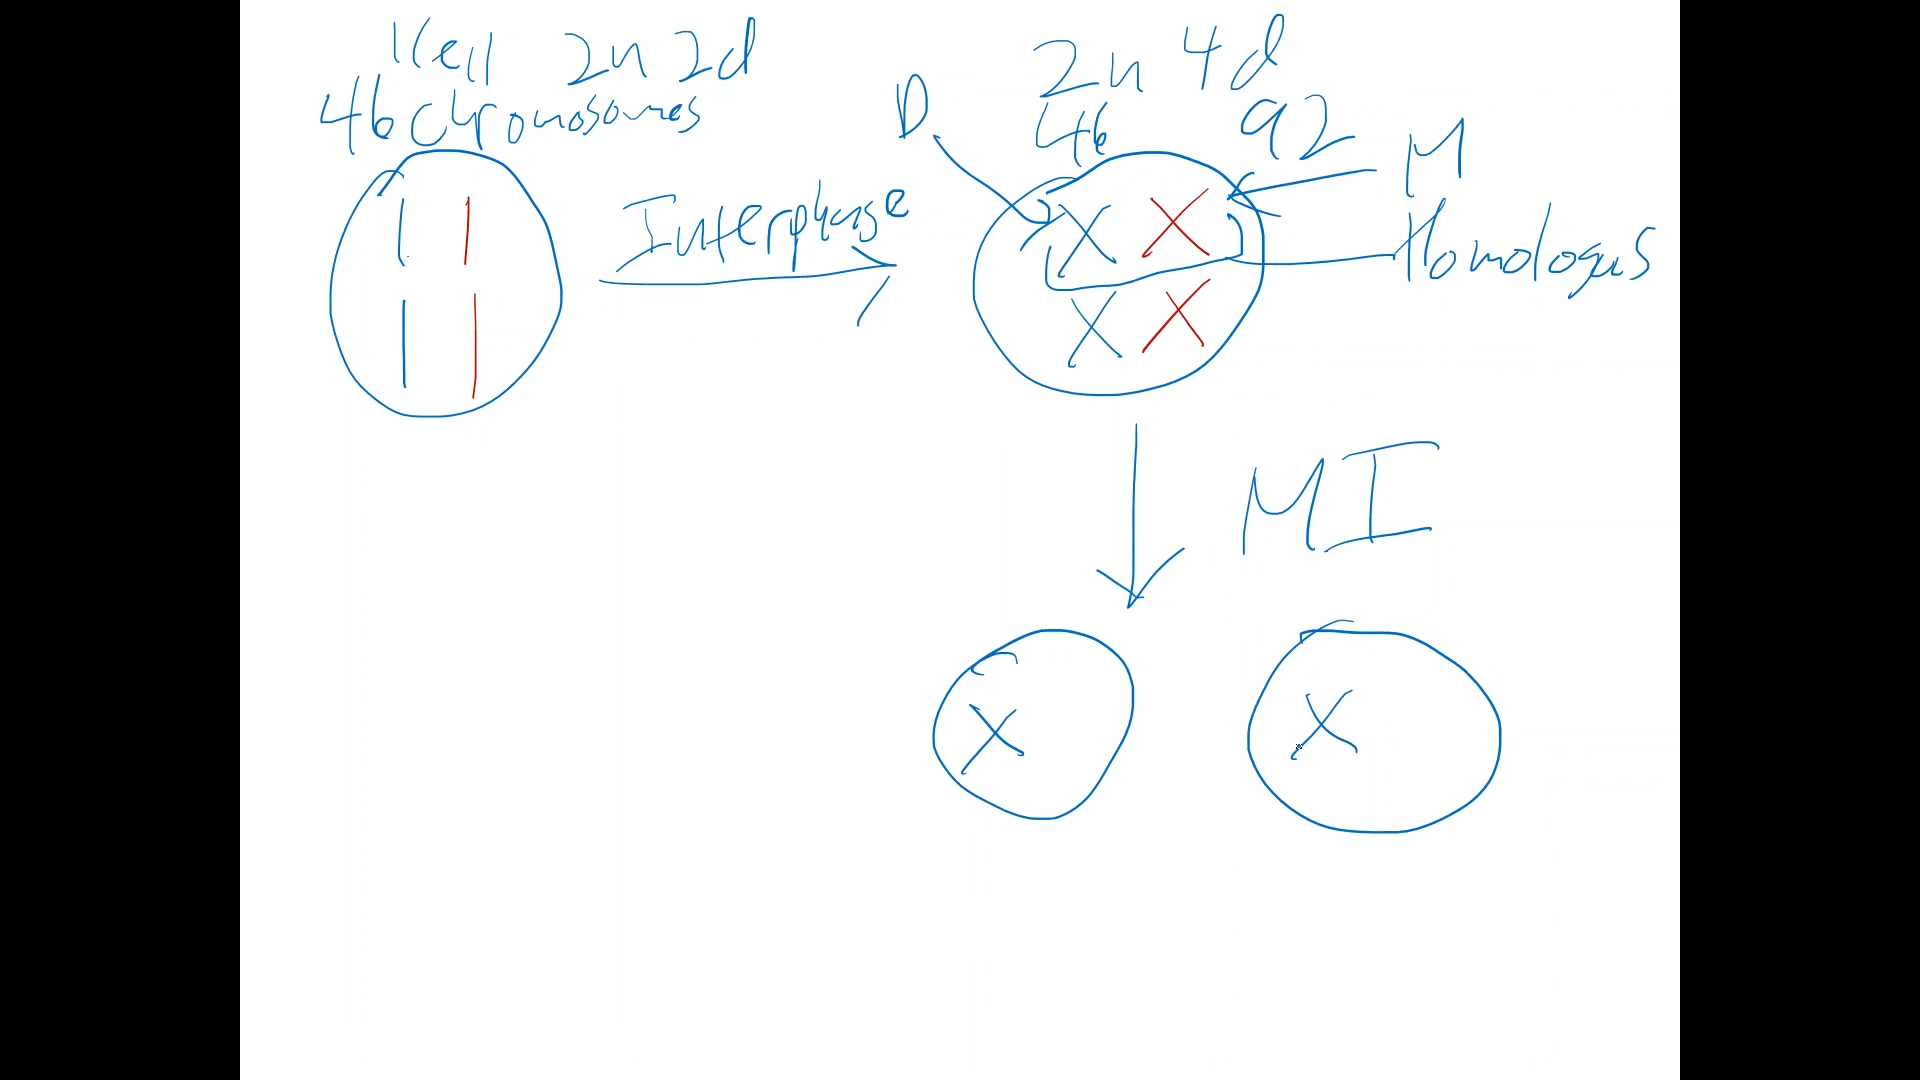 1Cell 2n 2d
46 chromosomes
2n 4d
46 92
D
M
Interphase
Homologus
MI